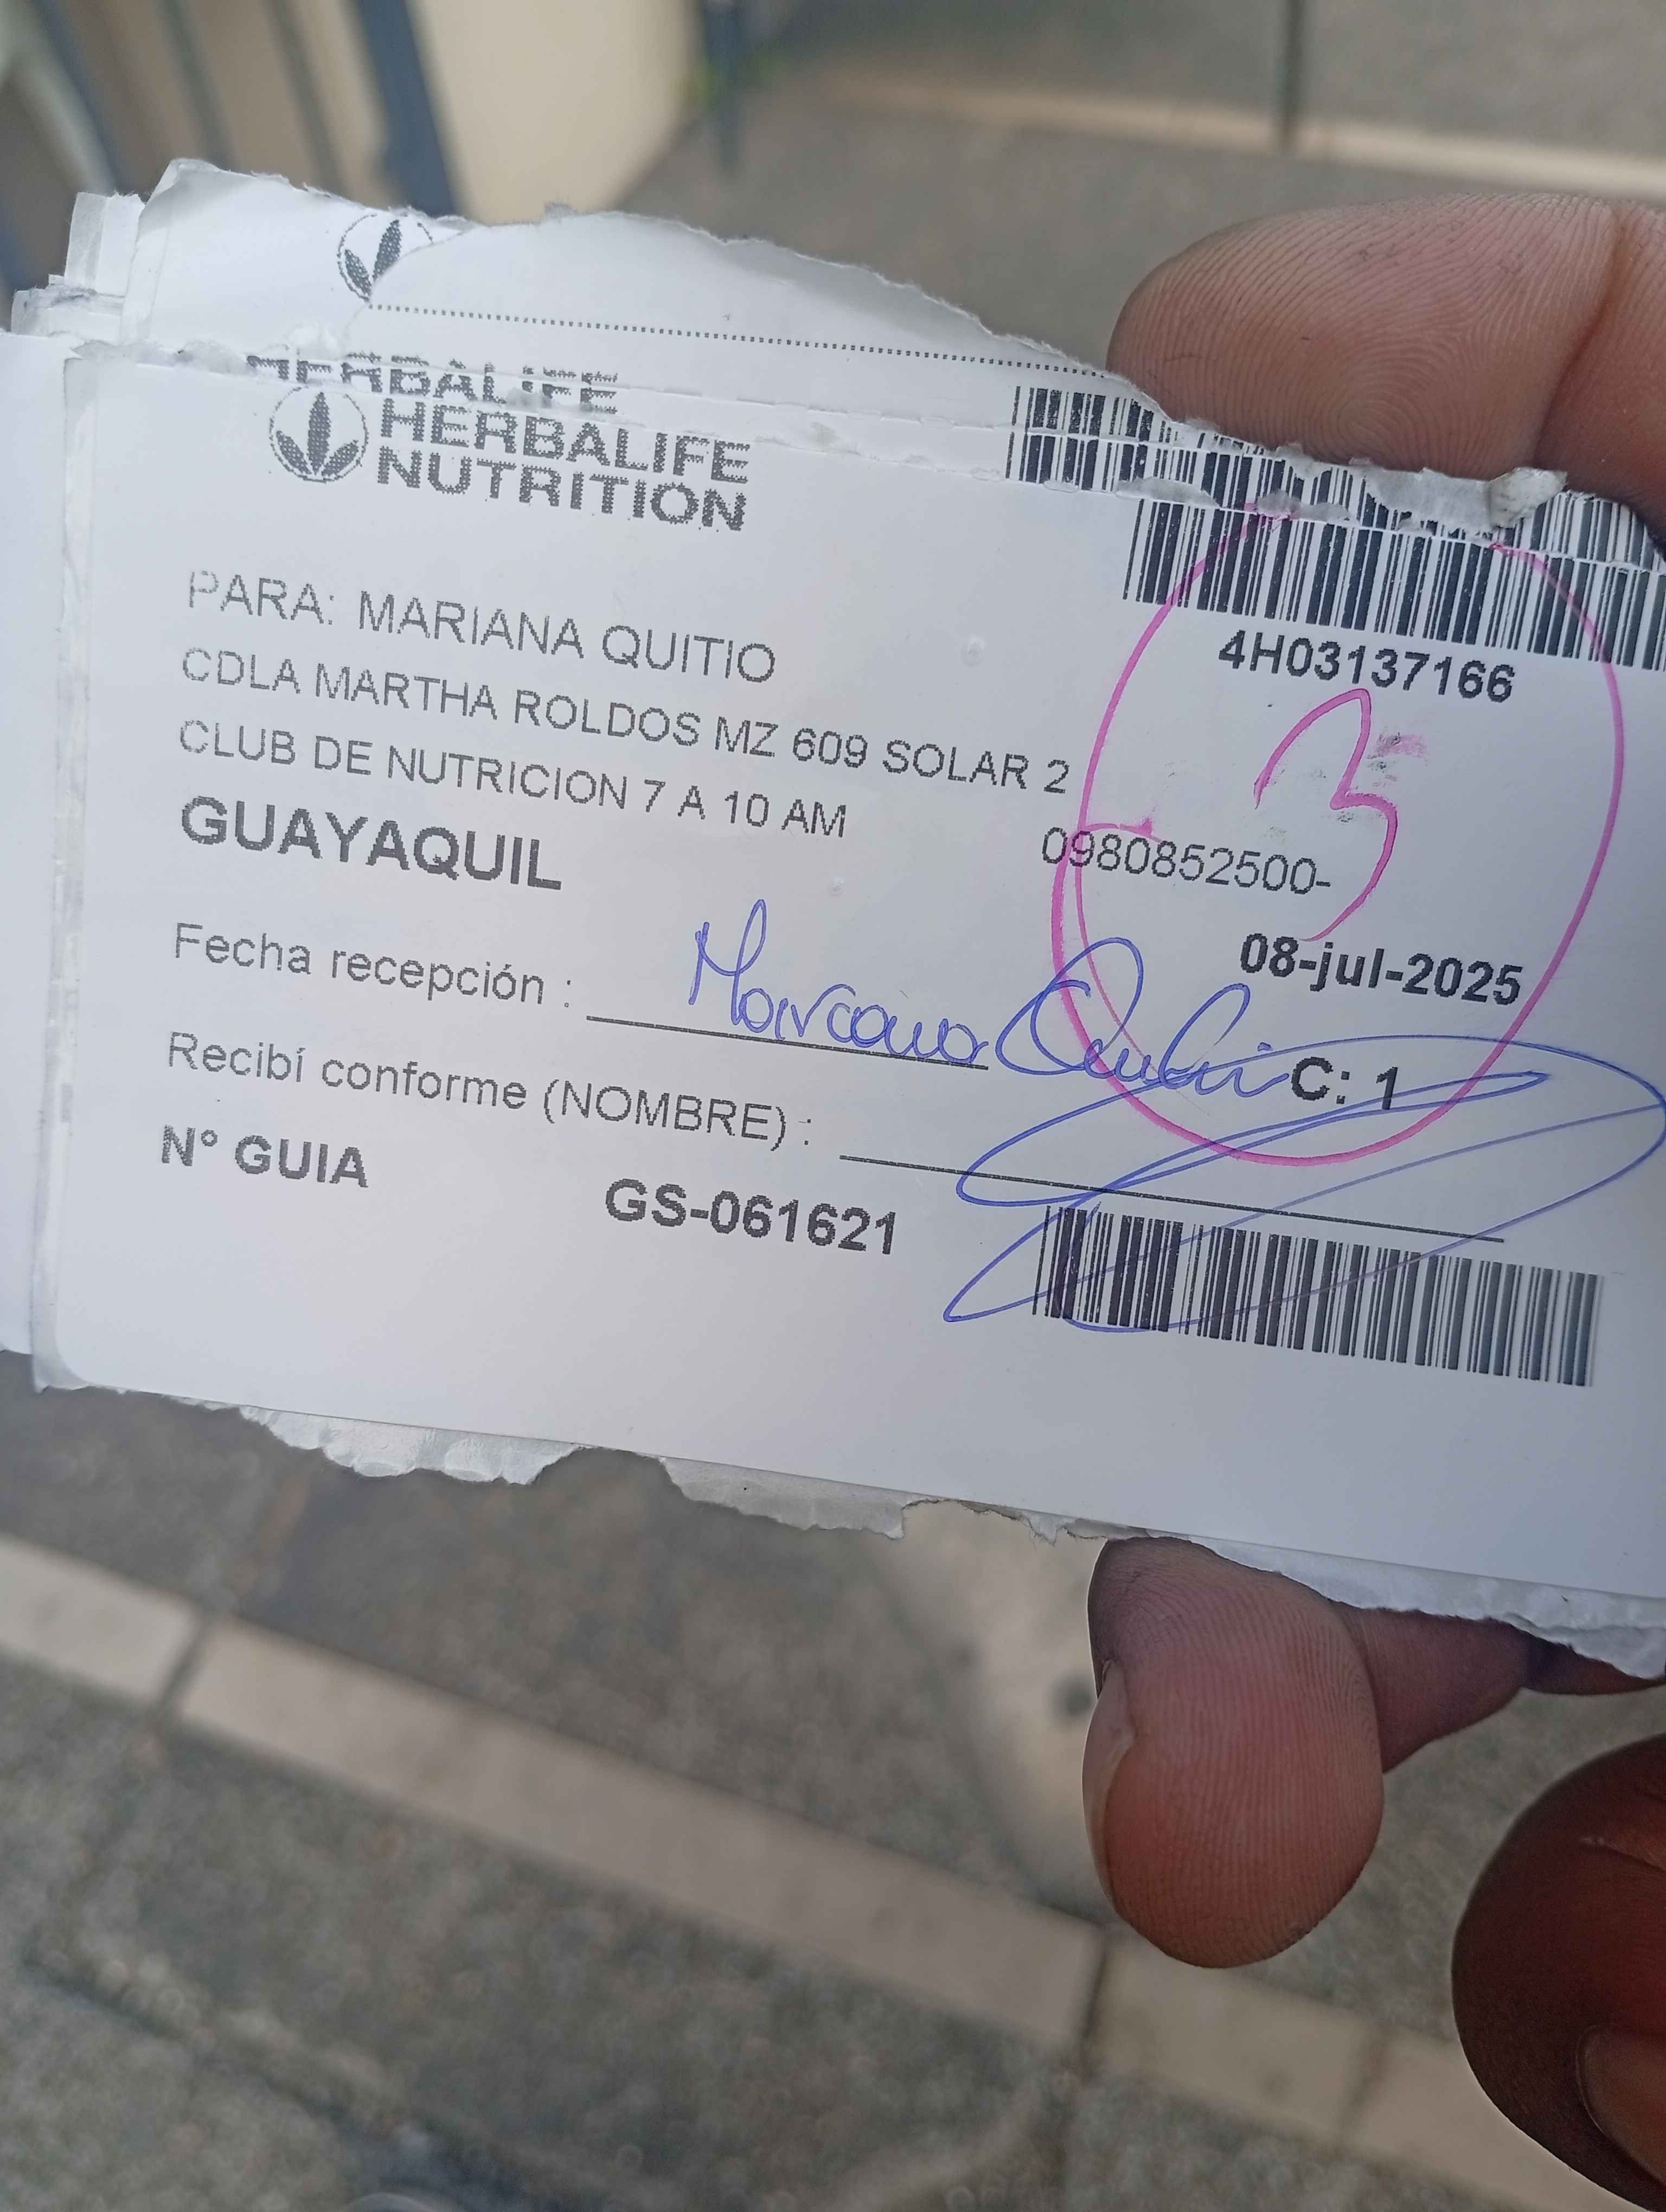 HERBALIFE
HERBALIFE
NUTRITION
4H03137166
3
PARA: MARIANA QUITIO
CDLA MARTHA ROLDOS MZ 609 SOLAR 2
CLUB DE NUTRICION 7 A 10 AM
0980852500-
GUAYAQUIL
08-jul-2025
Fecha recepción :
C: 1
Recibí conforme (NOMBRE) :
Nº GUIA GS-061621